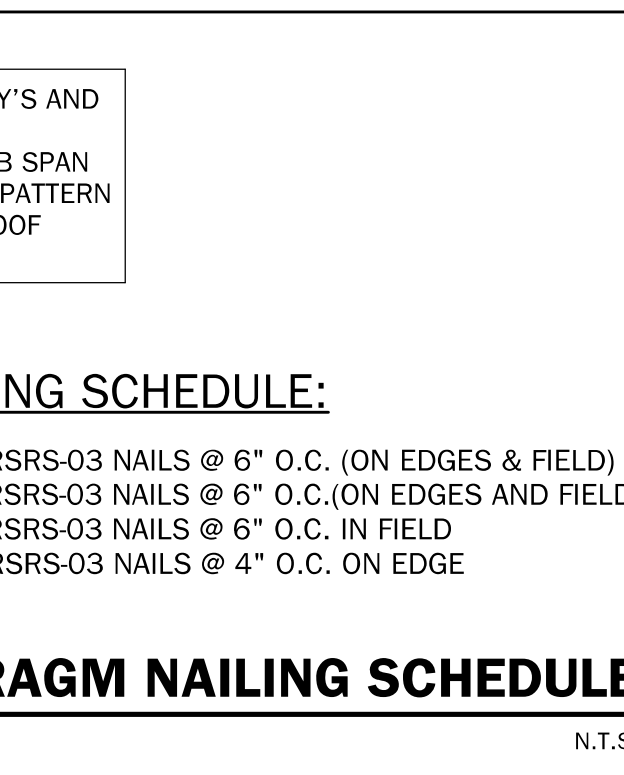 Y'S AND
B SPAN
PATTERN
OOF
NG SCHEDULE:
RSRS-03 NAILS @ 6" O.C. (ON EDGES & FIELD)
RSRS-03 NAILS @ 6" O.C.(ON EDGES AND FIELD
RSRS-03 NAILS @ 6" O.C. IN FIELD
RSRS-03 NAILS @ 4" O.C. ON EDGE
RAGM NAILING SCHEDULE
N.T.S